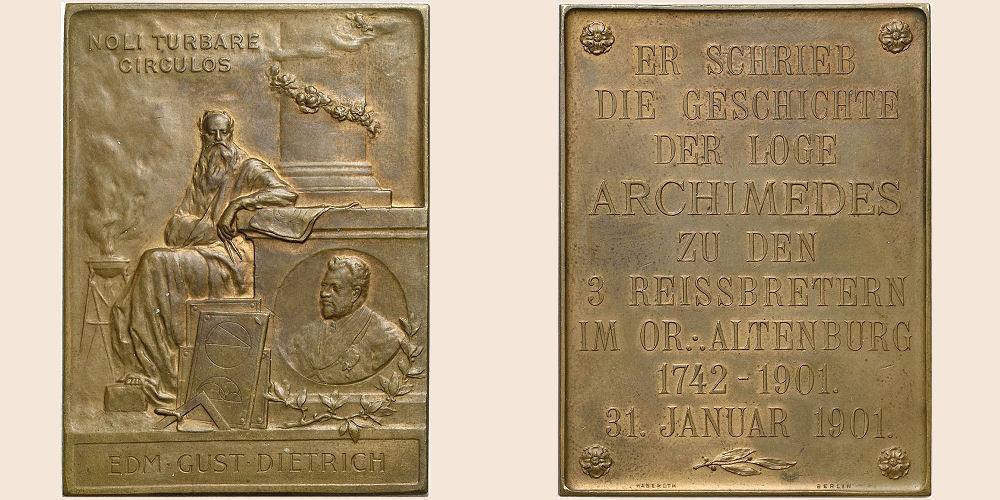 NOLI TURBARE
CIRCULOS
EDM·GUST·DIETRICH
ER SCHRIEB
DIE GESCHICHTE
DER LOGE
ARCHIMEDES
ZU DEN
3 REISSBRETERN
IM OR∴ALTENBURG
1742-1901.
31. JANUAR 1901.
HASEROTH BERLIN